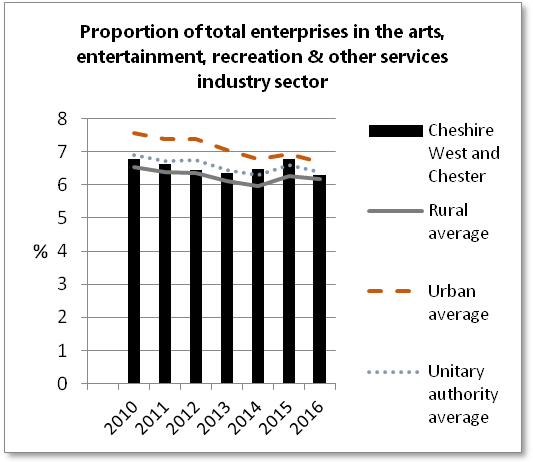 Proportion of total enterprises in the arts,
entertainment, recreation & other services
industry sector
8
7
6
5
4
3
2
1
0
%
2010
2011
2012
2013
2014
2015
2016
Cheshire
West and
Chester
Rural
average
Urban
average
Unitary
authority
average